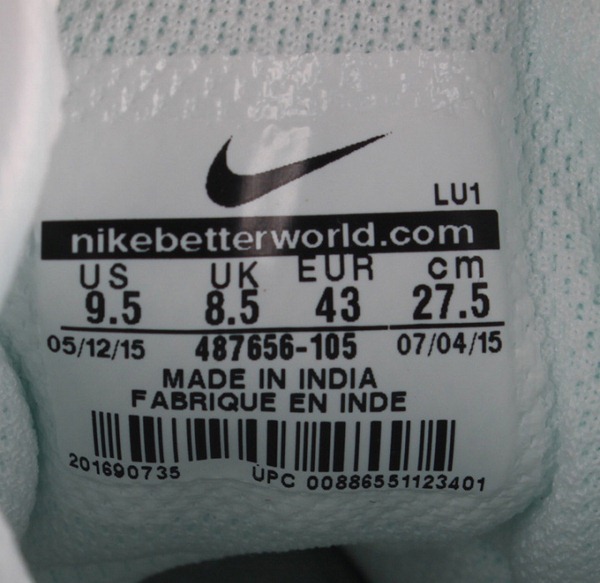 LU1
nikebetterworld.com
US UK EUR cm
9.5 8.5 43 27.5
05/12/15 487656-105 07/04/15
MADE IN INDIA
FABRIQUE EN INDE
201690735 UPC 00886551123401